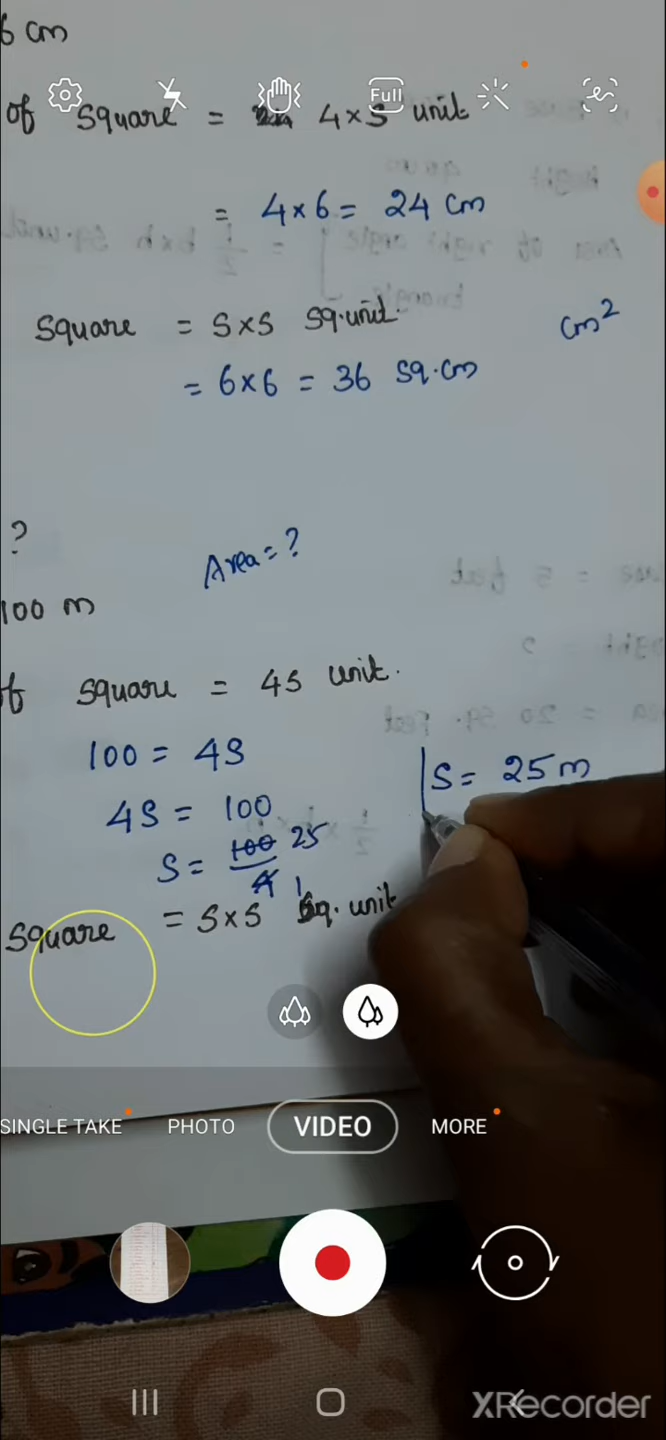 6 cm
Full
of square = 4×S unit
= 4×6 = 24 cm
square = S×S Sq.unit.
cm²
= 6×6 = 36 Sq.cm
?
Area = ?
100 m
of square = 4S unit.
100 = 4S
S = 25 m
4S = 100
S = 100/4 25 1
square = S×S Sq. unit
SINGLE TAKE PHOTO VIDEO MORE
XRecorder